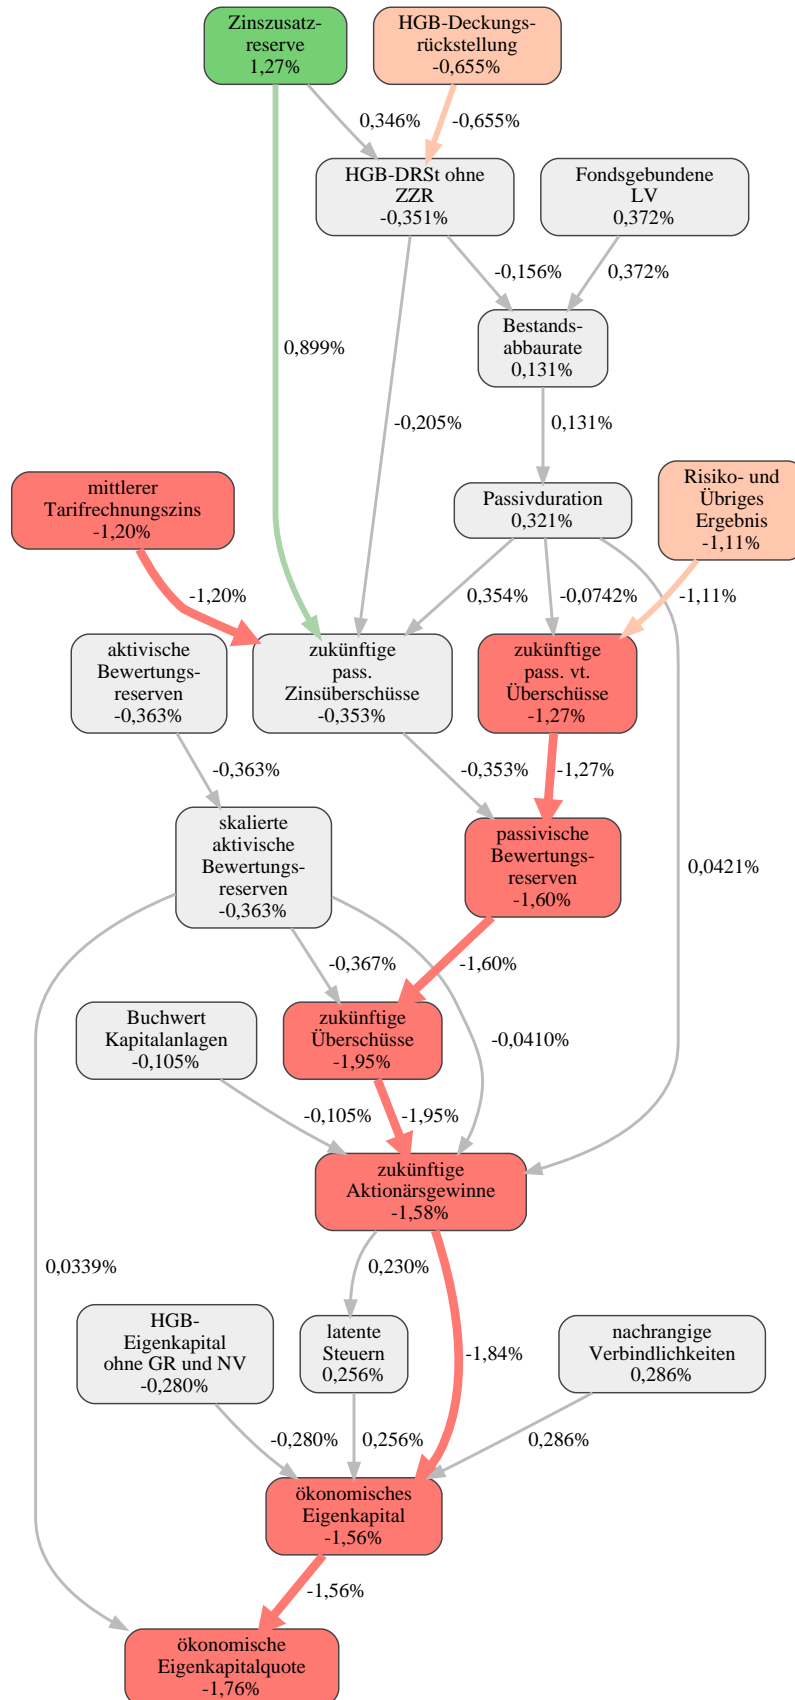 Zinszusatz-
reserve
1,27%
HGB-Deckungs-
rückstellung
-0,655%
0,346%
-0,655%
HGB-DRSt ohne
ZZR
-0,351%
Fondsgebundene
LV
0,372%
-0,156%
0,372%
Bestands-
abbaurate
0,131%
0,899%
-0,205%
0,131%
mittlerer
Tarifrechnungszins
-1,20%
Passivduration
0,321%
Risiko- und
Übriges
Ergebnis
-1,11%
-1,20%
0,354%
-0,0742%
-1,11%
aktivische
Bewertungs-
reserven
-0,363%
zukünftige
pass.
Zinsüberschüsse
-0,353%
zukünftige
pass. vt.
Überschüsse
-1,27%
-0,363%
-0,353%
-1,27%
skalierte
aktivische
Bewertungs-
reserven
-0,363%
passivische
Bewertungs-
reserven
-1,60%
0,0421%
-0,367%
-1,60%
Buchwert
Kapitalanlagen
-0,105%
zukünftige
Überschüsse
-1,95%
-0,0410%
-0,105%
-1,95%
zukünftige
Aktionärsgewinne
-1,58%
0,0339%
0,230%
HGB-
Eigenkapital
ohne GR und NV
-0,280%
latente
Steuern
0,256%
-1,84%
nachrangige
Verbindlichkeiten
0,286%
-0,280%
0,256%
0,286%
ökonomisches
Eigenkapital
-1,56%
-1,56%
ökonomische
Eigenkapitalquote
-1,76%